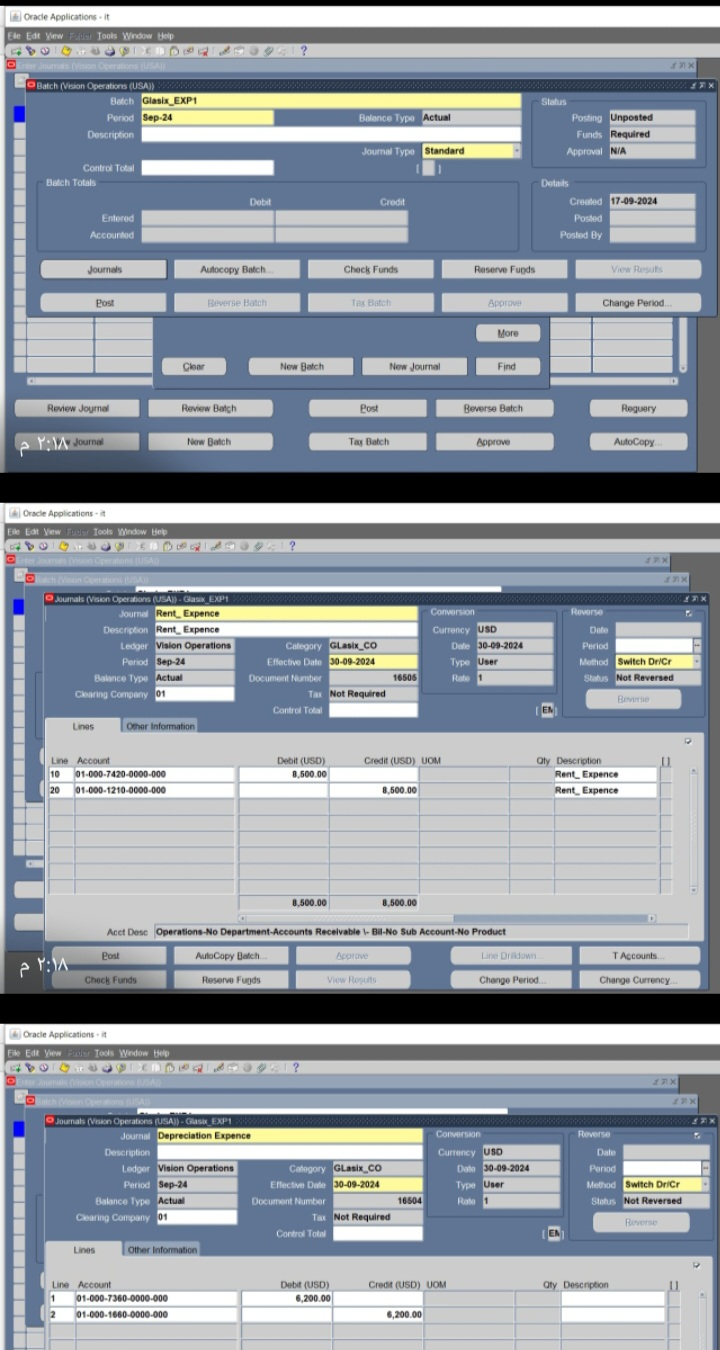 Oracle Applications - it
File Edit View Folder Tools Window Help
Enter Journals (Vision Operations (USA))
Batch (Vision Operations (USA))
Batch Glasix_EXP1
Period Sep-24 Balance Type Actual
Description
Journal Type Standard
Control Total [ ]
Status
Posting Unposted
Funds Required
Approval N/A
Batch Totals
Debit Credit
Entered
Accounted
Details
Created 17-09-2024
Posted
Posted By
Journals Autocopy Batch... Check Funds Reserve Funds View Results
Post Reverse Batch Tax Batch Approve Change Period...
More
Clear New Batch New Journal Find
Review Journal Review Batch Post Reverse Batch Requery
Journal New Batch Tax Batch Approve AutoCopy...
٢:١٨ م
Oracle Applications - it
File Edit View Folder Tools Window Help
Enter Journals (Vision Operations (USA))
Batch (Vision Operations (USA))
Journals (Vision Operations (USA)) - Glasix_EXP1
Journal Rent_ Expence
Description Rent_ Expence
Ledger Vision Operations Category GLasix_CO
Period Sep-24 Effective Date 30-09-2024
Balance Type Actual Document Number 16505
Clearing Company 01 Tax Not Required
Control Total
Conversion
Currency USD
Date 30-09-2024
Type User
Rate 1
Reverse
Date
Period
Method Switch Dr/Cr
Status Not Reversed
Reverse
Lines Other Information
Line Account Debit (USD) Credit (USD) UOM Qty Description [ ]
10 01-000-7420-0000-000 8,500.00 Rent_ Expence
20 01-000-1210-0000-000 8,500.00 Rent_ Expence
8,500.00 8,500.00
Acct Desc Operations-No Department-Accounts Receivable \- Bil-No Sub Account-No Product
Post AutoCopy Batch... Approve Line Drilldown... T Accounts...
Check Funds Reserve Funds View Results Change Period... Change Currency...
٢:١٨ م
Oracle Applications - it
File Edit View Folder Tools Window Help
Enter Journals (Vision Operations (USA))
Batch (Vision Operations (USA))
Journals (Vision Operations (USA)) - Glasix_EXP1
Journal Depreciation Expence
Description
Ledger Vision Operations Category GLasix_CO
Period Sep-24 Effective Date 30-09-2024
Balance Type Actual Document Number 16504
Clearing Company 01 Tax Not Required
Control Total
Conversion
Currency USD
Date 30-09-2024
Type User
Rate 1
Reverse
Date
Period
Method Switch Dr/Cr
Status Not Reversed
Reverse
Lines Other Information
Line Account Debit (USD) Credit (USD) UOM Qty Description [ ]
1 01-000-7360-0000-000 6,200.00
2 01-000-1660-0000-000 6,200.00